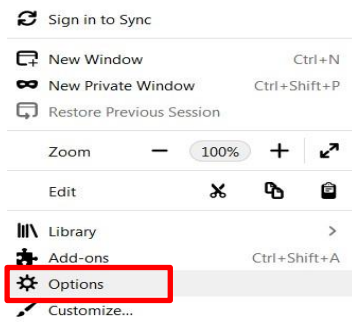 Sign in to Sync
New Window Ctrl+N
New Private Window Ctrl+Shift+P
Restore Previous Session
Zoom 100%
Edit
Library
Add-ons Ctrl+Shift+A
Options
Customize...